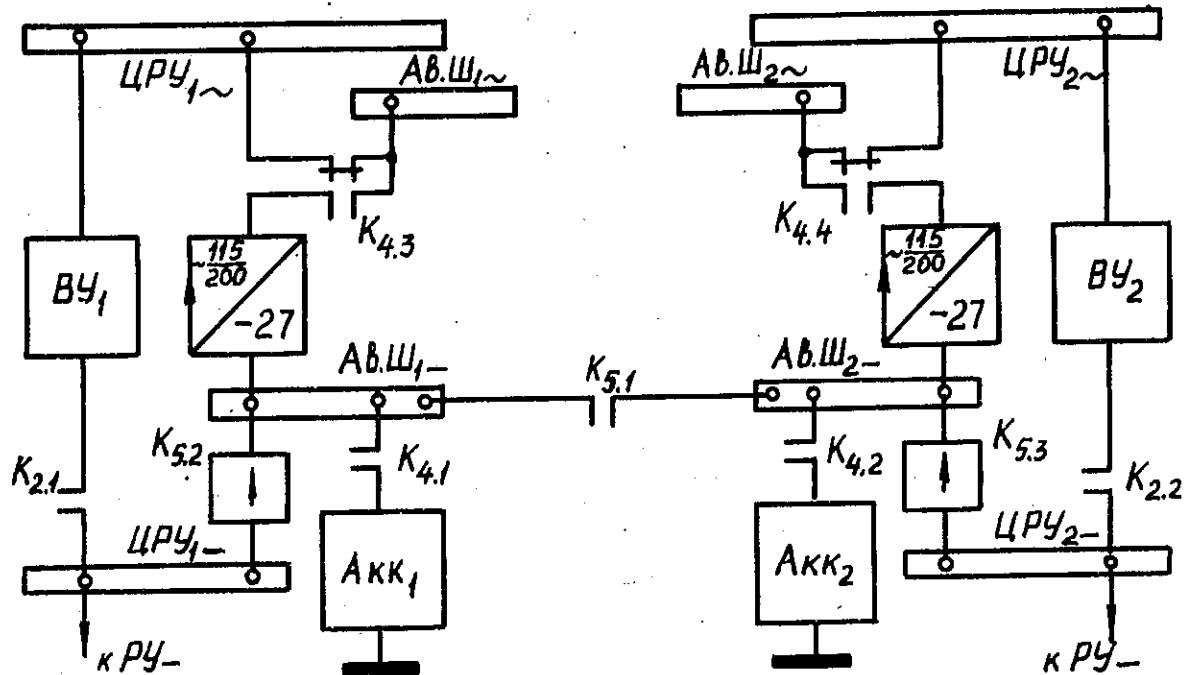 ЦРУ1~
Ав.Ш1~
Ав.Ш2~
ЦРУ2~
К4.3
К4.4
ВУ1
~115/200
-27
~115/200
-27
ВУ2
Ав.Ш1-
К5.1
Ав.Ш2-
К2.1
К5.2
К4.1
К4.2
К5.3
К2.2
ЦРУ1-
Акк1
Акк2
ЦРУ2-
к РУ-
к РУ-